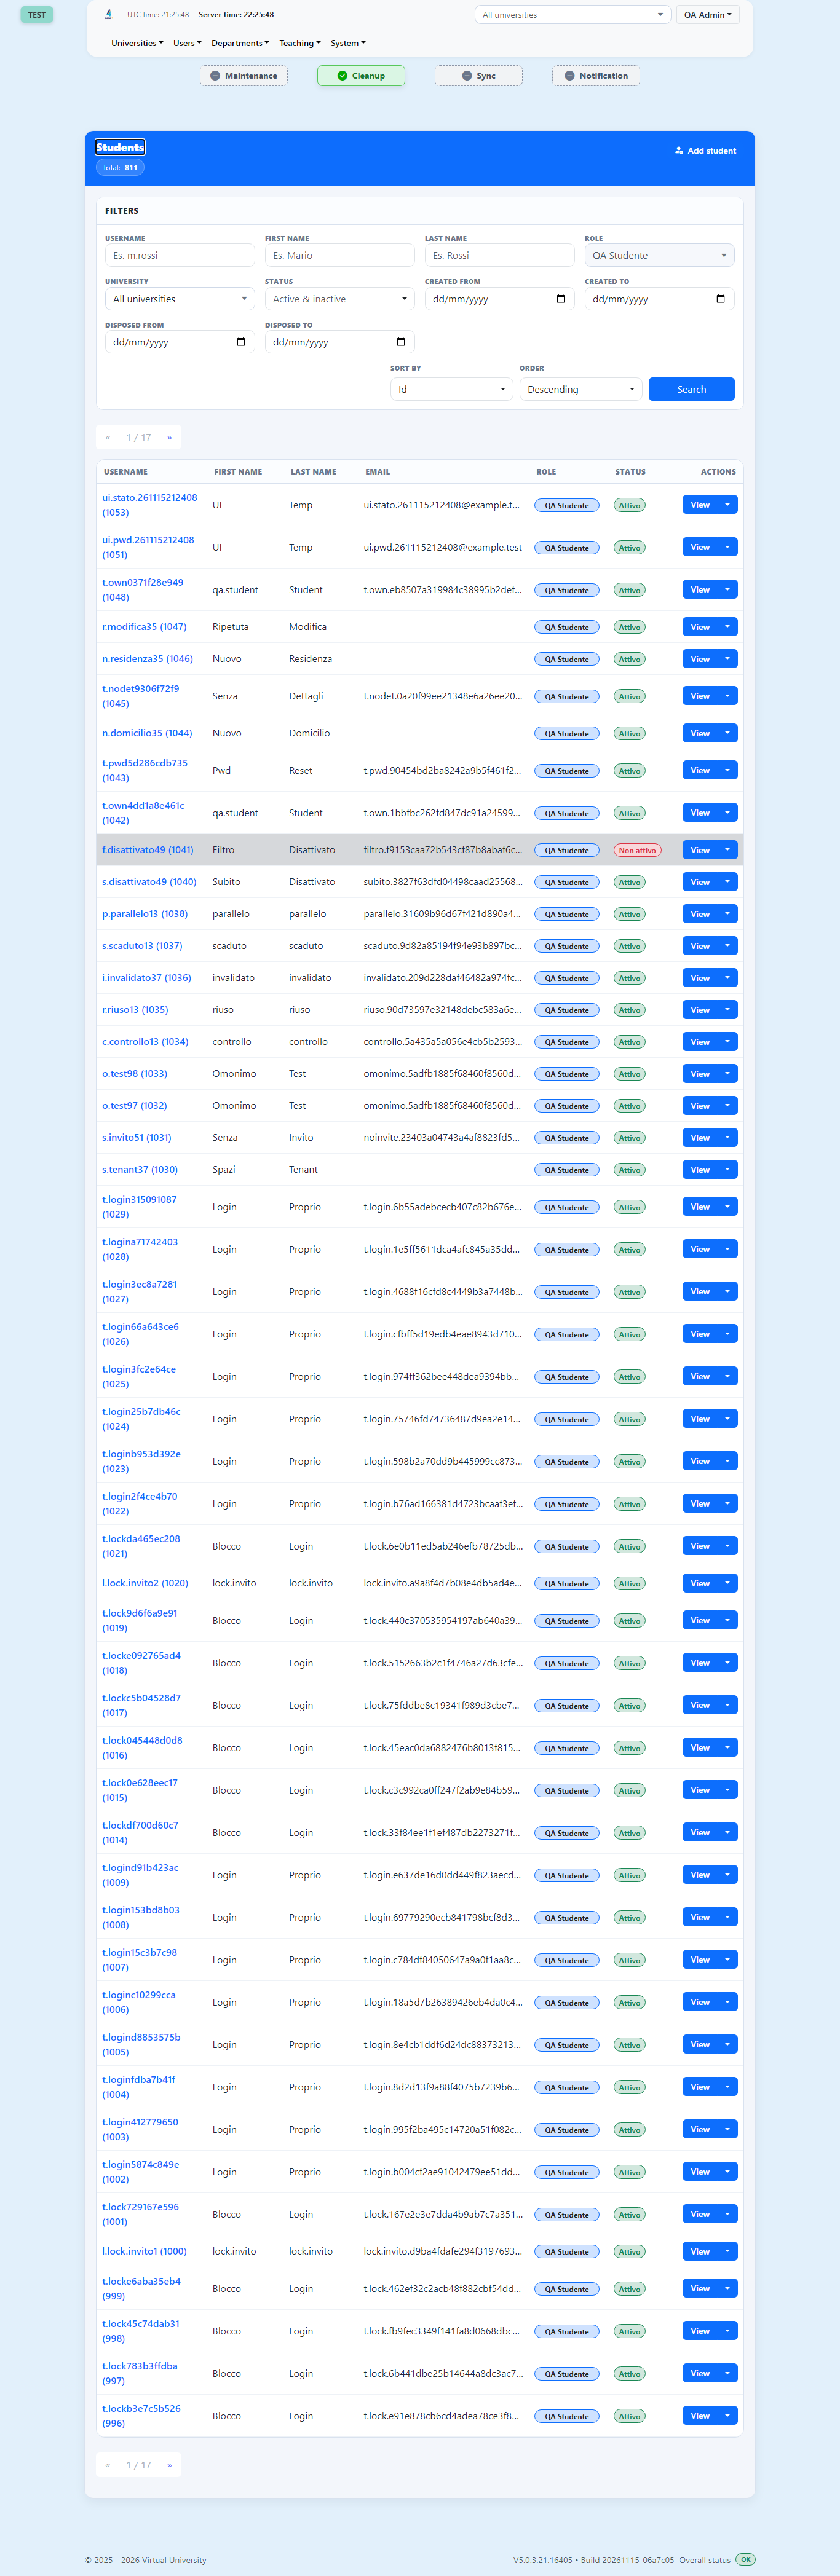 TEST
UTC time: 21:25:48 Server time: 22:25:48
All universities
QA Admin
Universities Users Departments Teaching System
Maintenance Cleanup Sync Notification
Students
Total: 811
Add student
FILTERS
USERNAME FIRST NAME LAST NAME ROLE
Es. m.rossi Es. Mario Es. Rossi QA Studente
UNIVERSITY STATUS CREATED FROM CREATED TO
All universities Active & inactive dd/mm/yyyy dd/mm/yyyy
DISPOSED FROM DISPOSED TO
dd/mm/yyyy dd/mm/yyyy
SORT BY ORDER
Id Descending Search
« 1 / 17 »
USERNAME FIRST NAME LAST NAME EMAIL ROLE STATUS ACTIONS
ui.stato.261115212408 (1053) UI Temp ui.stato.261115212408@example.t... QA Studente Attivo View
ui.pwd.261115212408 (1051) UI Temp ui.pwd.261115212408@example.test QA Studente Attivo View
t.own0371f28e949 (1048) qa.student Student t.own.eb8507a319984c38995b2def... QA Studente Attivo View
r.modifica35 (1047) Ripetuta Modifica QA Studente Attivo View
n.residenza35 (1046) Nuovo Residenza QA Studente Attivo View
t.nodet9306f72f9 (1045) Senza Dettagli t.nodet.0a20f99ee21348e6a26ee20... QA Studente Attivo View
n.domicilio35 (1044) Nuovo Domicilio QA Studente Attivo View
t.pwd5d286cdb735 (1043) Pwd Reset t.pwd.90454bd2ba8242a9b5f461f2... QA Studente Attivo View
t.own4dd1a8e461c (1042) qa.student Student t.own.1bbfbc262fd847dc91a24599... QA Studente Attivo View
f.disattivato49 (1041) Filtro Disattivato filtro.f9153caa72b543cf87b8abaf6c... QA Studente Non attivo View
s.disattivato49 (1040) Subito Disattivato subito.3827f63dfd04498caad25568... QA Studente Attivo View
p.parallelo13 (1038) parallelo parallelo parallelo.31609b96d67f421d890a4... QA Studente Attivo View
s.scaduto13 (1037) scaduto scaduto scaduto.9d82a85194f94e93b897bc... QA Studente Attivo View
i.invalidato37 (1036) invalidato invalidato invalidato.209d228daf46482a974fc... QA Studente Attivo View
r.riuso13 (1035) riuso riuso riuso.90d73597e32148debc583a6e... QA Studente Attivo View
c.controllo13 (1034) controllo controllo controllo.5a435a5a056e4cb5b2593... QA Studente Attivo View
o.test98 (1033) Omonimo Test omonimo.5adfb1885f68460f8560d... QA Studente Attivo View
o.test97 (1032) Omonimo Test omonimo.5adfb1885f68460f8560d... QA Studente Attivo View
s.invito51 (1031) Senza Invito noinvite.23403a04743a4af8823fd5... QA Studente Attivo View
s.tenant37 (1030) Spazi Tenant QA Studente Attivo View
t.login315091087 (1029) Login Proprio t.login.6b55adebcecb407c82b676e... QA Studente Attivo View
t.logina71742403 (1028) Login Proprio t.login.1e5ff5611dca4afc845a35dd... QA Studente Attivo View
t.login3ec8a7281 (1027) Login Proprio t.login.4688f16cfd8c4449b3a7448b... QA Studente Attivo View
t.login66a643ce6 (1026) Login Proprio t.login.cfbff5d19edb4eae8943d710... QA Studente Attivo View
t.login3fc2e64ce (1025) Login Proprio t.login.974ff362bee448dea9394bb... QA Studente Attivo View
t.login25b7db46c (1024) Login Proprio t.login.75746fd74736487d9ea2e14... QA Studente Attivo View
t.loginb953d392e (1023) Login Proprio t.login.598b2a70dd9b445999cc873... QA Studente Attivo View
t.login2f4ce4b70 (1022) Login Proprio t.login.b76ad166381d4723bcaaf3ef... QA Studente Attivo View
t.lockda465ec208 (1021) Blocco Login t.lock.6e0b11ed5ab246efb78725db... QA Studente Attivo View
l.lock.invito2 (1020) lock.invito lock.invito lock.invito.a9a8f4d7b08e4db5ad4e... QA Studente Attivo View
t.lock9d6f6a9e91 (1019) Blocco Login t.lock.440c370535954197ab640a39... QA Studente Attivo View
t.locke092765ad4 (1018) Blocco Login t.lock.5152663b2c1f4746a27d63cfe... QA Studente Attivo View
t.lockc5b04528d7 (1017) Blocco Login t.lock.75fddbe8c19341f989d3cbe7... QA Studente Attivo View
t.lock045448d0d8 (1016) Blocco Login t.lock.45eac0da6882476b8013f815... QA Studente Attivo View
t.lock0e628eec17 (1015) Blocco Login t.lock.c3c992ca0ff247f2ab9e84b59... QA Studente Attivo View
t.lockdf700d60c7 (1014) Blocco Login t.lock.33f84ee1f1ef487db2273271f... QA Studente Attivo View
t.logind91b423ac (1009) Login Proprio t.login.e637de16d0dd449f823aecd... QA Studente Attivo View
t.login153bd8b03 (1008) Login Proprio t.login.69779290ecb841798bcf8d3... QA Studente Attivo View
t.login15c3b7c98 (1007) Login Proprio t.login.c784df84050647a9a0f1aa8c... QA Studente Attivo View
t.loginc10299cca (1006) Login Proprio t.login.18a5d7b26389426eb4da0c4... QA Studente Attivo View
t.logind8853575b (1005) Login Proprio t.login.8e4cb1ddf6d24dc88373213... QA Studente Attivo View
t.loginfdba7b41f (1004) Login Proprio t.login.8d2d13f9a88f4075b7239b6... QA Studente Attivo View
t.login412779650 (1003) Login Proprio t.login.995f2ba495c14720a51f082c... QA Studente Attivo View
t.login5874c849e (1002) Login Proprio t.login.b004cf2ae91042479ee51dd... QA Studente Attivo View
t.lock729167e596 (1001) Blocco Login t.lock.167e2e3e7dda4b9ab7c7a351... QA Studente Attivo View
l.lock.invito1 (1000) lock.invito lock.invito lock.invito.d9ba4fdafe294f3197693... QA Studente Attivo View
t.locke6aba35eb4 (999) Blocco Login t.lock.462ef32c2acb48f882cbf54dd... QA Studente Attivo View
t.lock45c74dab31 (998) Blocco Login t.lock.fb9fec3349f141fa8d0668dbc... QA Studente Attivo View
t.lock783b3ffdba (997) Blocco Login t.lock.6b441dbe25b14644a8dc3ac7... QA Studente Attivo View
t.lockb3e7c5b526 (996) Blocco Login t.lock.e91e878cb6cd4adea78ce3f8... QA Studente Attivo View
« 1 / 17 »
© 2025 - 2026 Virtual University
V5.0.3.21.16405 • Build 20261115-06a7c05 Overall status OK